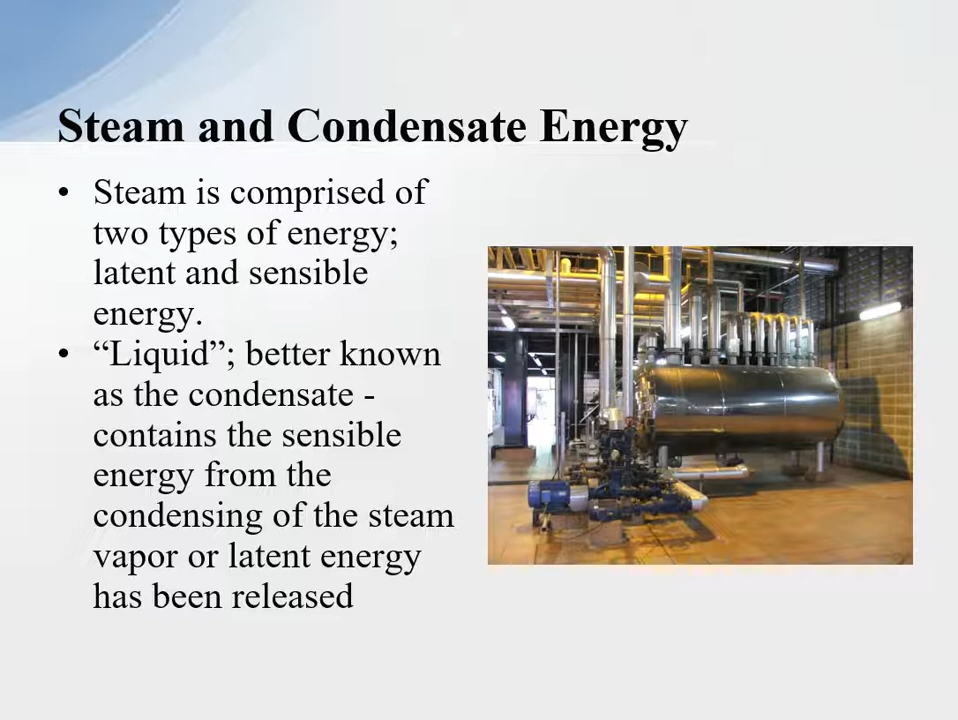 Steam and Condensate Energy
• Steam is comprised of
two types of energy;
latent and sensible
energy.
• “Liquid”; better known
as the condensate -
contains the sensible
energy from the
condensing of the steam
vapor or latent energy
has been released